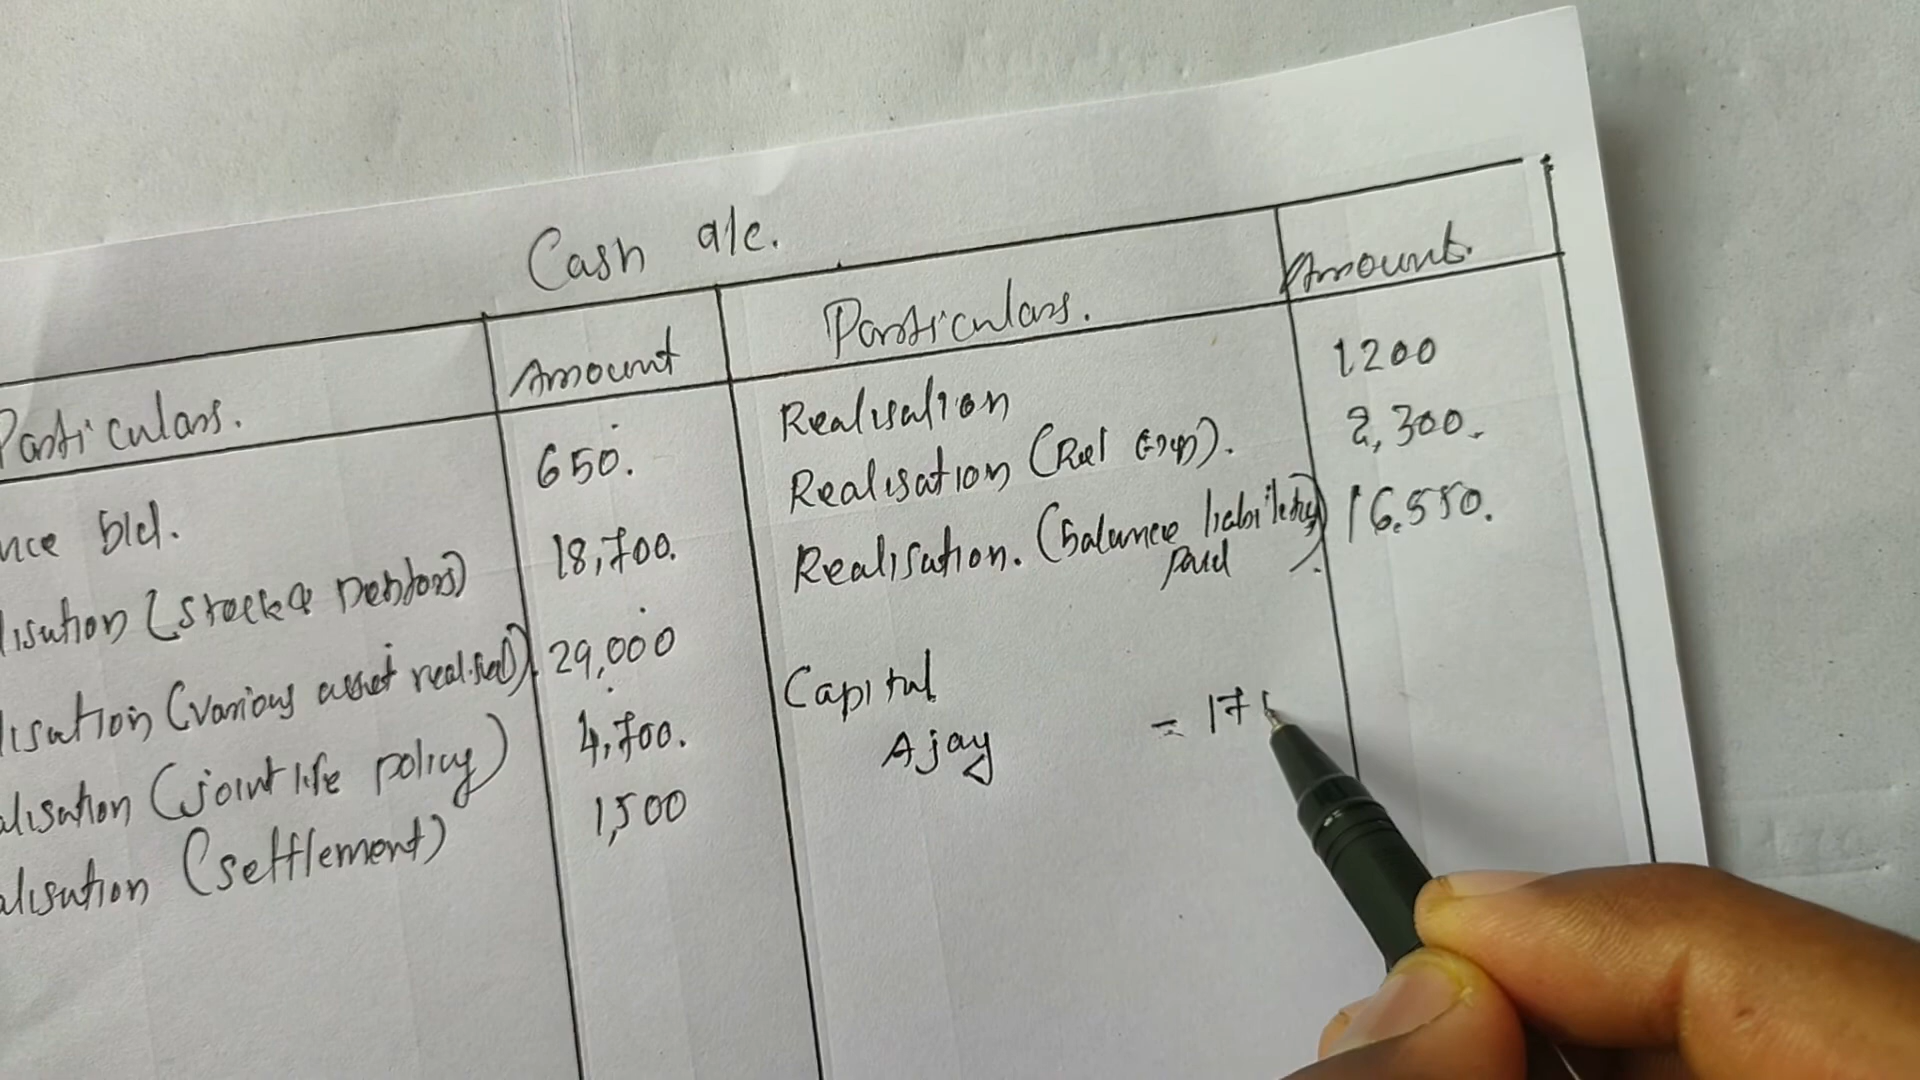 Cash a/c.
Particulars. Amount Particulars. Amount.
nce b/d. 650. Realisation 1200
lisation (stock & Debtors) 18,700. Realisation (Rel Exp). 2,300.
lisation (various asset realised). 29,000 Realisation. (balance liability paid). 16,550.
alisation (joint life policy) 4,700. Capital
alisation (settlement) 1,500 Ajay = 17